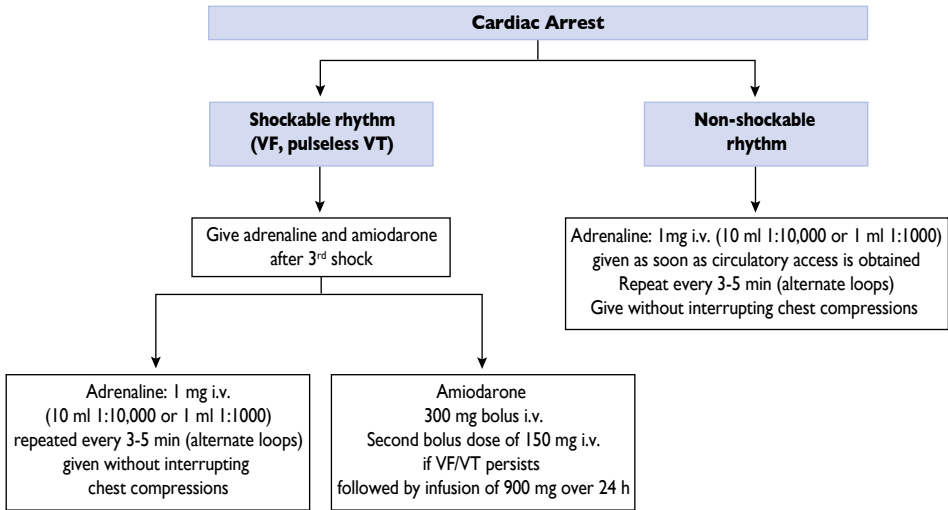 Cardiac Arrest
Shockable rhythm
(VF, pulseless VT)
Non-shockable
rhythm
Give adrenaline and amiodarone
after 3rd shock
Adrenaline: 1mg i.v. (10 ml 1:10,000 or 1 ml 1:1000)
given as soon as circulatory access is obtained
Repeat every 3-5 min (alternate loops)
Give without interrupting chest compressions
Adrenaline: 1 mg i.v.
(10 ml 1:10,000 or 1 ml 1:1000)
repeated every 3-5 min (alternate loops)
given without interrupting
chest compressions
Amiodarone
300 mg bolus i.v.
Second bolus dose of 150 mg i.v.
if VF/VT persists
followed by infusion of 900 mg over 24 h